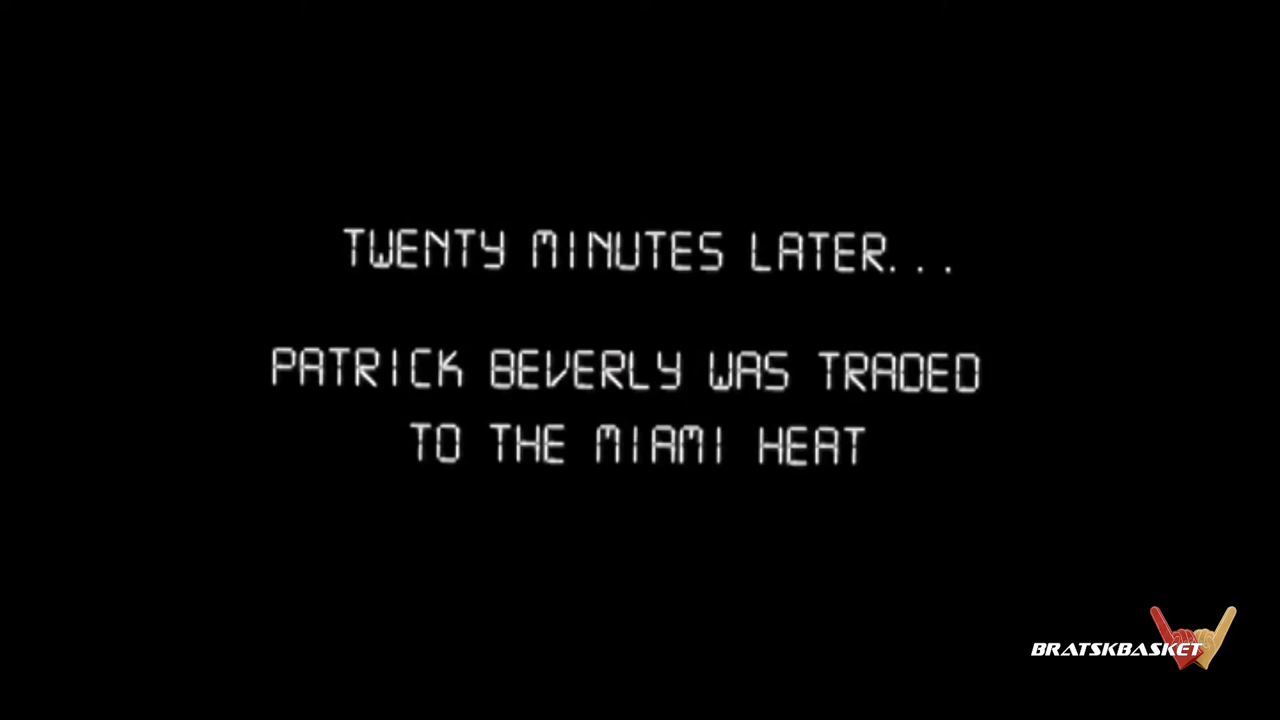 TWENTY MINUTES LATER...
PATRICK BEVERLY WAS TRADED
TO THE MIAMI HEAT
BRATSKBASKET